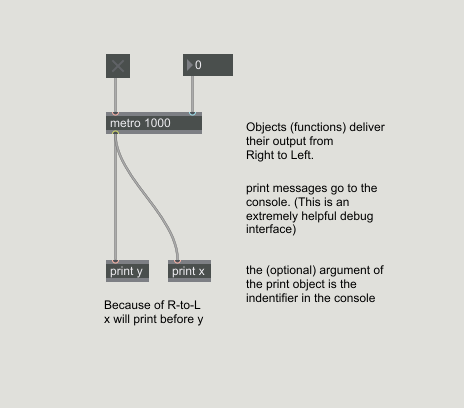 0
metro 1000
Objects (functions) deliver
their output from
Right to Left.
print messages go to the
console. (This is an
extremely helpful debug
interface)
print y
print x
the (optional) argument of
the print object is the
indentifier in the console
Because of R-to-L
x will print before y